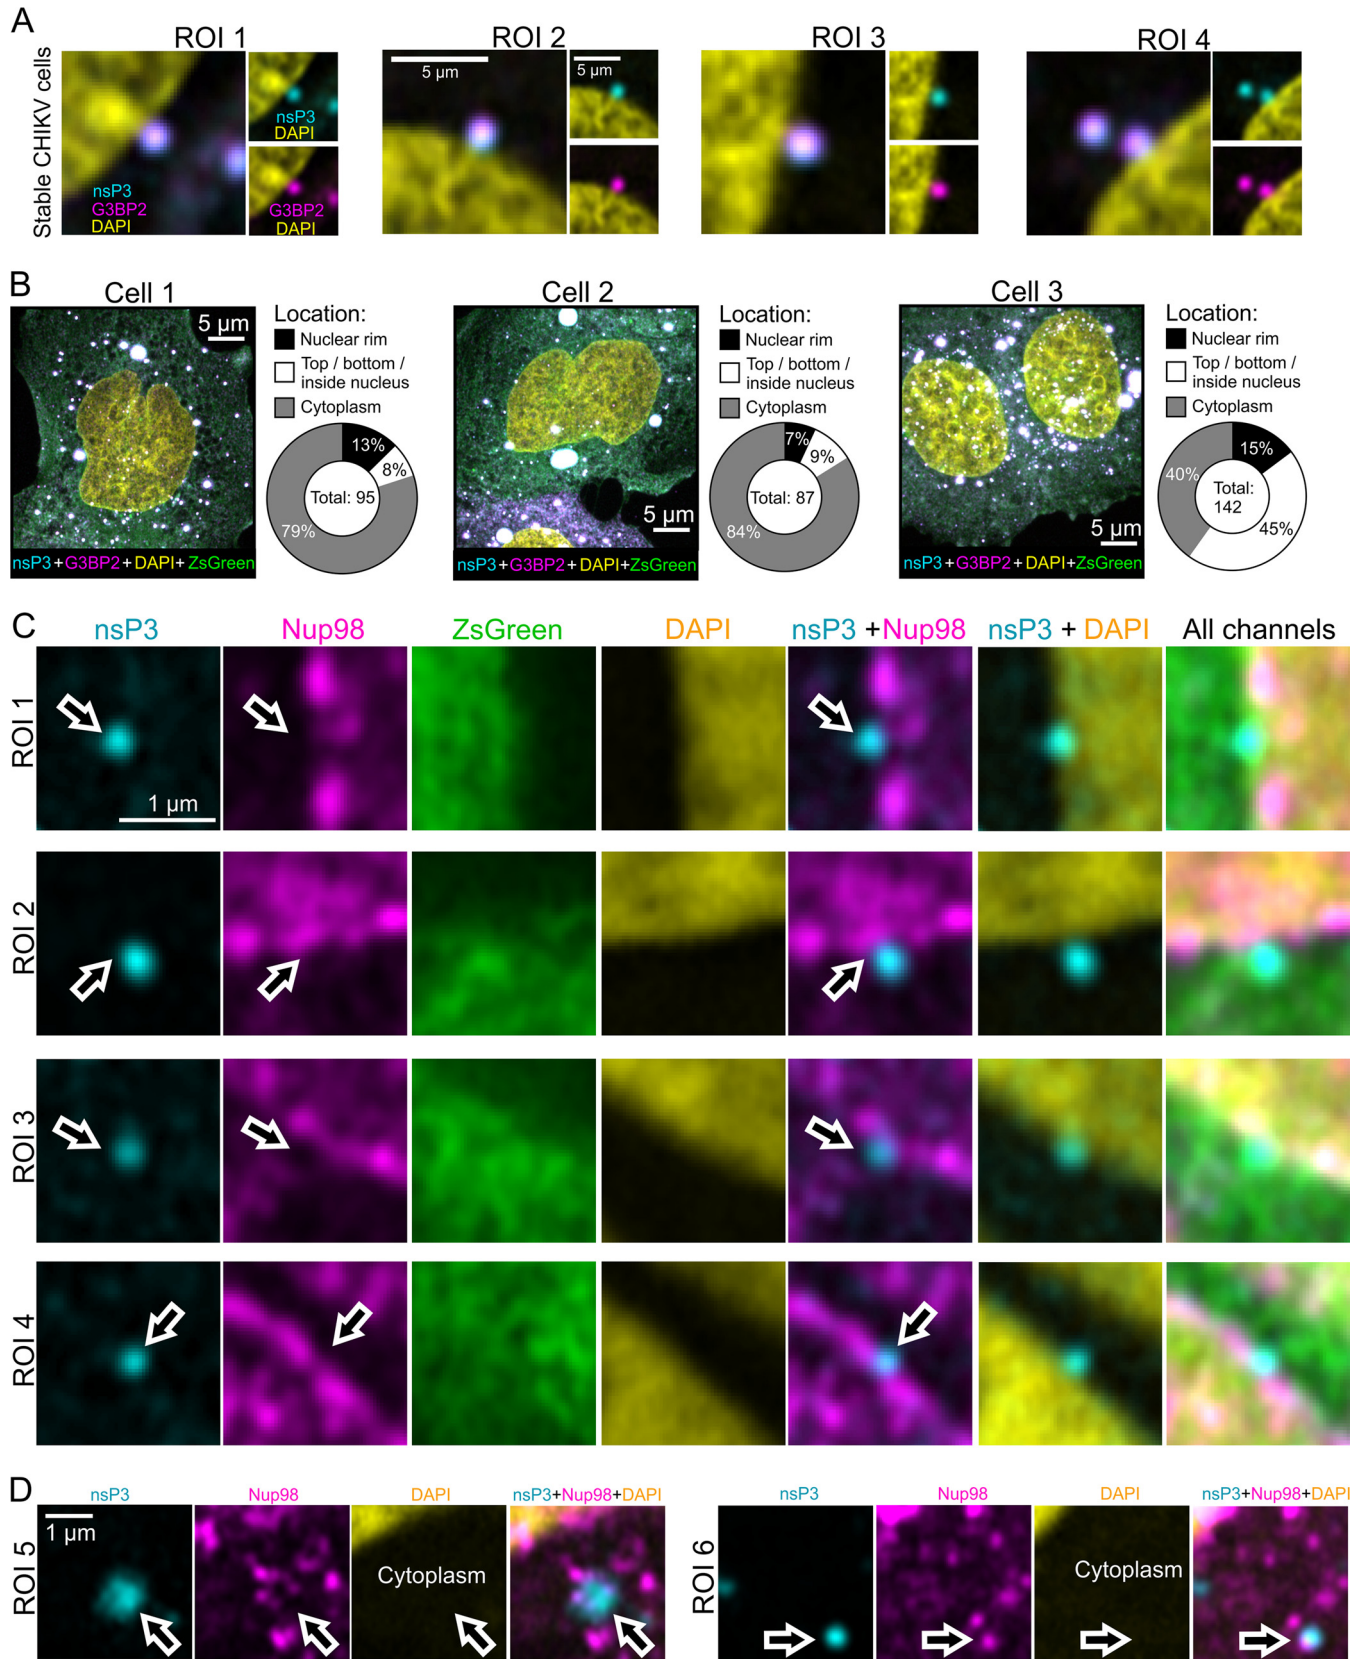 A
ROI 1
ROI 2
ROI 3
ROI 4
Stable CHIKV cells
nsP3
G3BP2
DAPI
nsP3
DAPI
G3BP2
DAPI
5 µm
5 µm
B
Cell 1
5 µm
nsP3+G3BP2+DAPI+ZsGreen
Location:
Nuclear rim
Top / bottom /
inside nucleus
Cytoplasm
13%
8%
79%
Total: 95
Cell 2
5 µm
nsP3+G3BP2+DAPI+ZsGreen
Location:
Nuclear rim
Top / bottom /
inside nucleus
Cytoplasm
7%
9%
84%
Total: 87
Cell 3
5 µm
nsP3+G3BP2+DAPI+ZsGreen
Location:
Nuclear rim
Top / bottom /
inside nucleus
Cytoplasm
15%
40%
45%
Total:
142
C
nsP3
Nup98
ZsGreen
DAPI
nsP3 +Nup98
nsP3 + DAPI
All channels
ROI 1
1 µm
ROI 2
ROI 3
ROI 4
D
nsP3
Nup98
DAPI
nsP3+Nup98+DAPI
ROI 5
1 µm
Cytoplasm
nsP3
Nup98
DAPI
nsP3+Nup98+DAPI
ROI 6
Cytoplasm